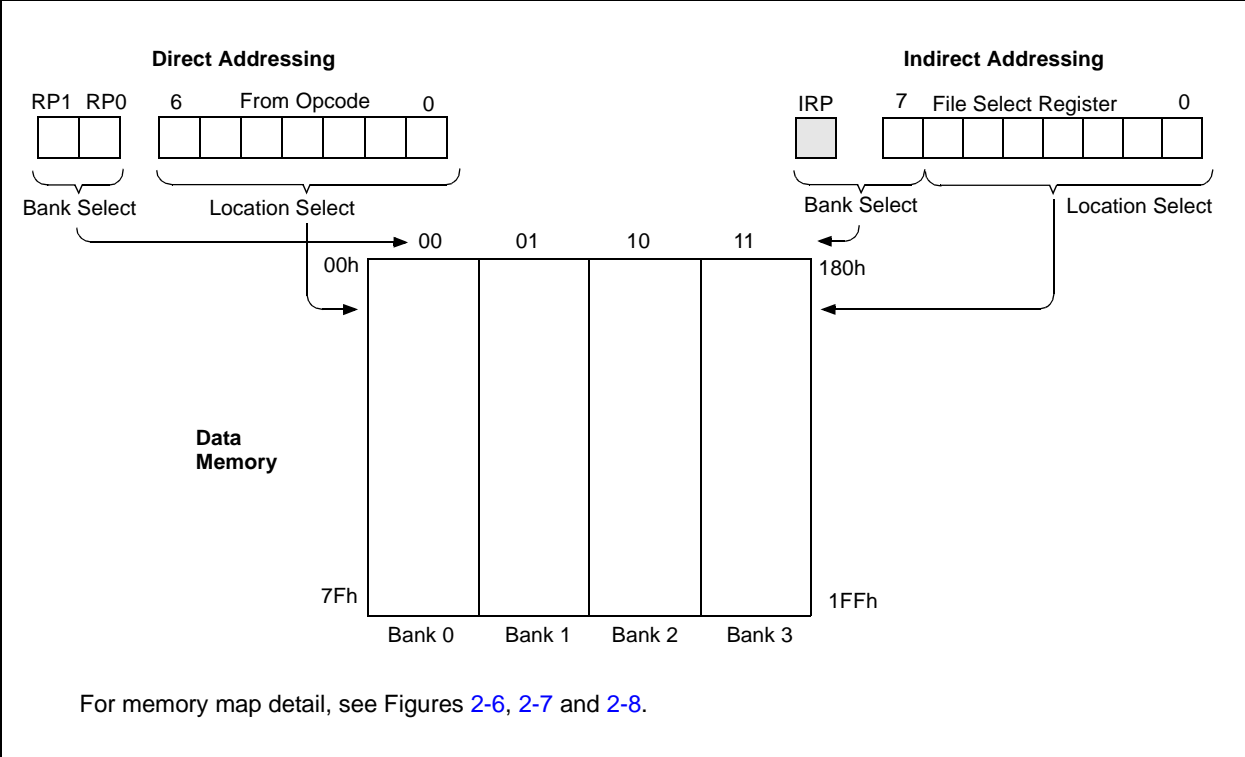 Direct Addressing
Indirect Addressing
RP1 RP0 6 From Opcode 0
IRP 7 File Select Register 0
Bank Select Location Select
Bank Select Location Select
00 01 10 11
00h 180h
Data
Memory
7Fh 1FFh
Bank 0 Bank 1 Bank 2 Bank 3
For memory map detail, see Figures 2-6, 2-7 and 2-8.